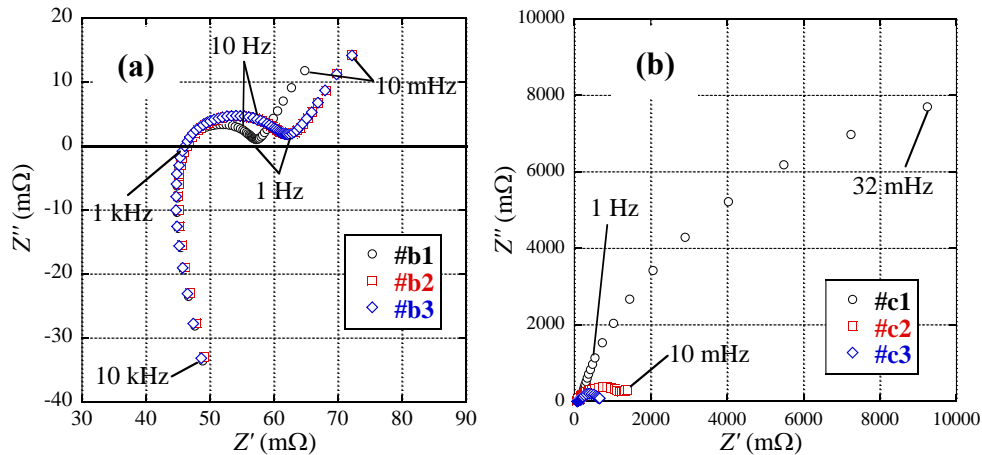 (a)
10 Hz
10 mHz
1 Hz
1 kHz
10 kHz
#b1
#b2
#b3
20
10
0
-10
-20
-30
-40
30 40 50 60 70 80 90
Z' (mΩ)
Z'' (mΩ)
(b)
32 mHz
1 Hz
10 mHz
#c1
#c2
#c3
10000
8000
6000
4000
2000
0
0 2000 4000 6000 8000 10000
Z' (mΩ)
Z'' (mΩ)